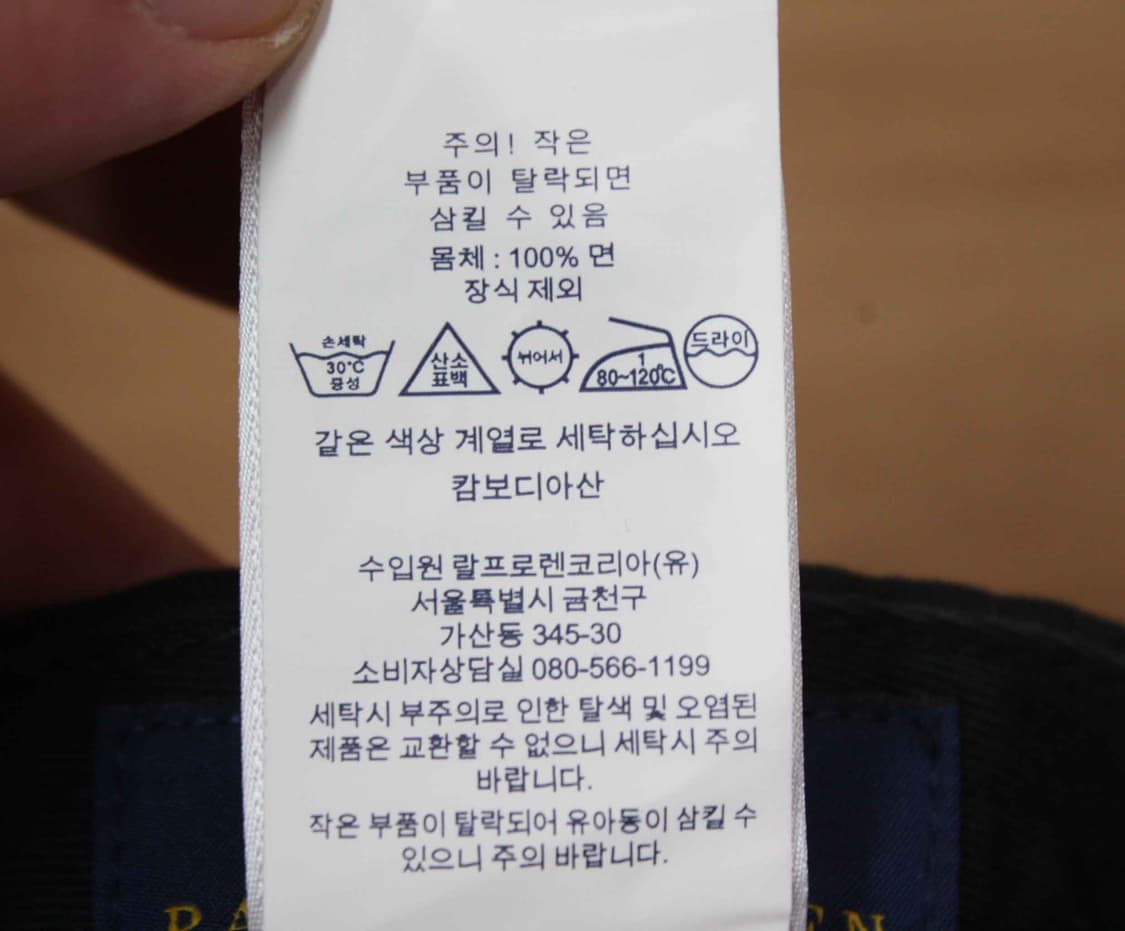 주의! 작은
부품이 탈락되면
삼킬 수 있음
몸체 : 100% 면
장식 제외
손세탁
30°C
중성
산소
표백
뉘어서
1
80~120℃
드라이
같은 색상 계열로 세탁하십시오
캄보디아산
수입원 랄프로렌코리아(유)
서울특별시 금천구
가산동 345-30
소비자상담실 080-566-1199
세탁시 부주의로 인한 탈색 및 오염된
제품은 교환할 수 없으니 세탁시 주의
바랍니다.
작은 부품이 탈락되어 유아동이 삼킬 수
있으니 주의 바랍니다.